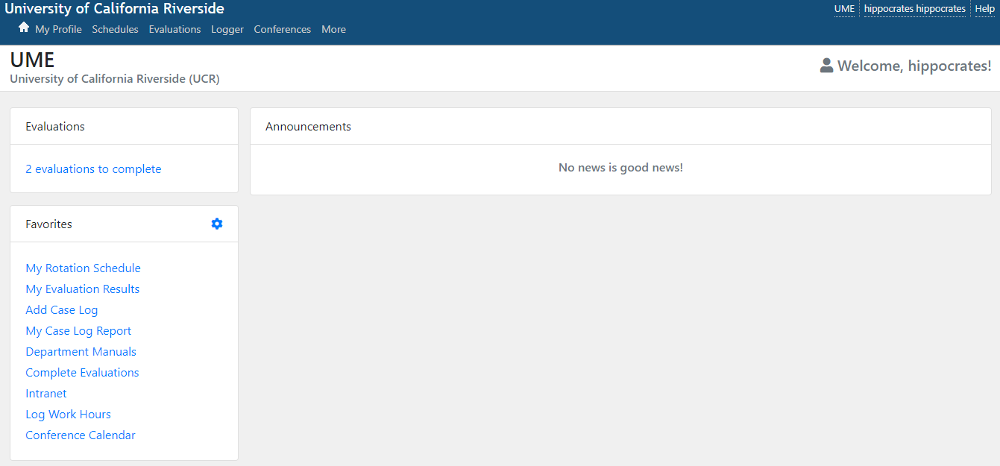 University of California Riverside
UME hippocrates hippocrates Help
My Profile Schedules Evaluations Logger Conferences More
UME
University of California Riverside (UCR)
Welcome, hippocrates!
Evaluations
2 evaluations to complete
Announcements
No news is good news!
Favorites
My Rotation Schedule
My Evaluation Results
Add Case Log
My Case Log Report
Department Manuals
Complete Evaluations
Intranet
Log Work Hours
Conference Calendar